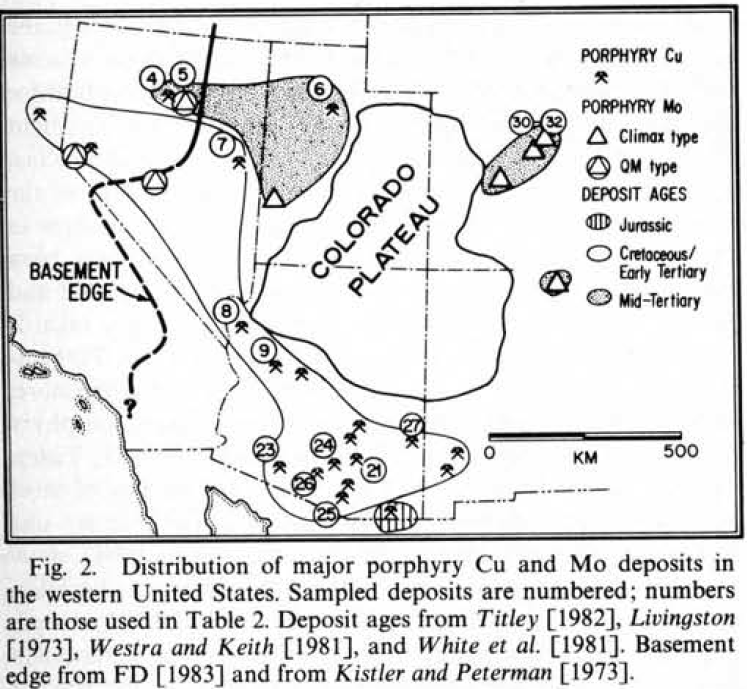 PORPHYRY Cu
PORPHYRY Mo
Climax type
QM type
DEPOSIT AGES
Jurassic
Cretaceous/
Early Tertiary
Mid-Tertiary
4
5
6
7
30
32
COLORADO
PLATEAU
BASEMENT
EDGE
?
8
9
23
24
27
21
26
25
0
500
KM
Fig. 2. Distribution of major porphyry Cu and Mo deposits in
the western United States. Sampled deposits are numbered; numbers
are those used in Table 2. Deposit ages from Titley [1982], Livingston
[1973], Westra and Keith [1981], and White et al. [1981]. Basement
edge from FD [1983] and from Kistler and Peterman [1973].